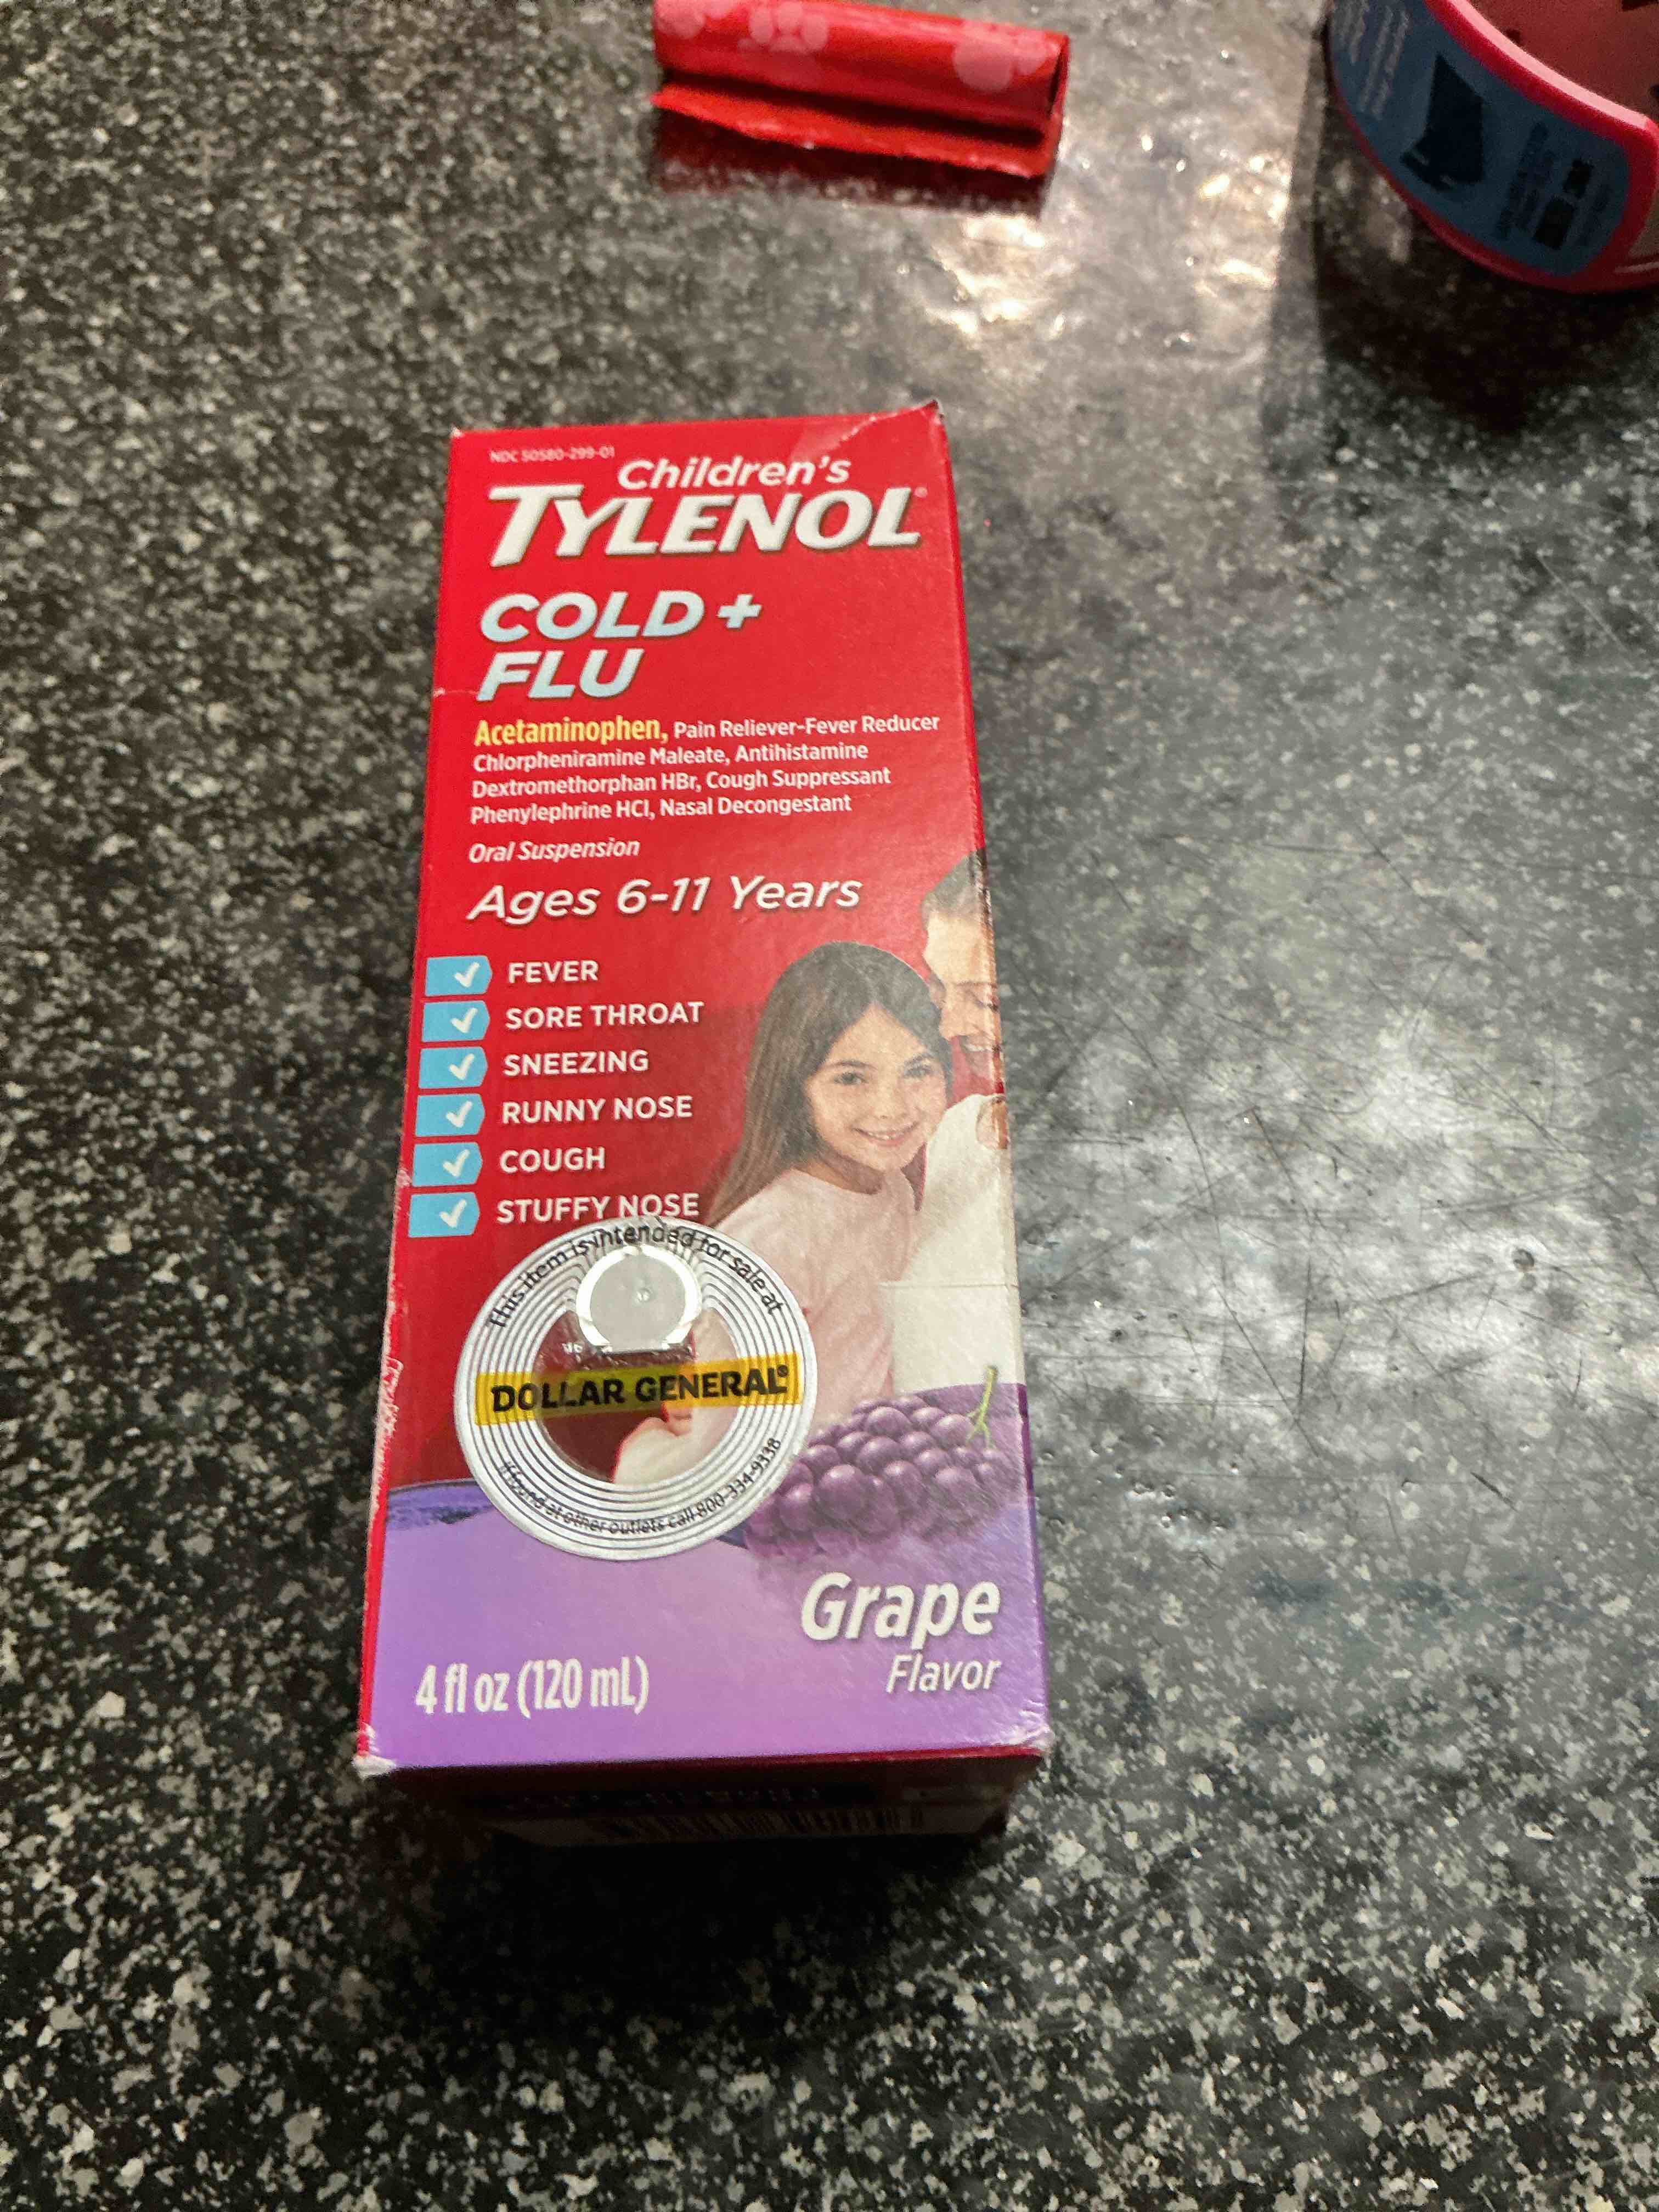 NDC 50580-299-01
Children's
TYLENOL®
COLD +
FLU
Acetaminophen, Pain Reliever-Fever Reducer
Chlorpheniramine Maleate, Antihistamine
Dextromethorphan HBr, Cough Suppressant
Phenylephrine HCl, Nasal Decongestant
Oral Suspension
Ages 6-11 Years
FEVER
SORE THROAT
SNEEZING
RUNNY NOSE
COUGH
STUFFY NOSE
This item is intended for sale at
DOLLAR GENERAL®
if found at other outlets call 800-334-9338
Grape
Flavor
4 fl oz (120 mL)